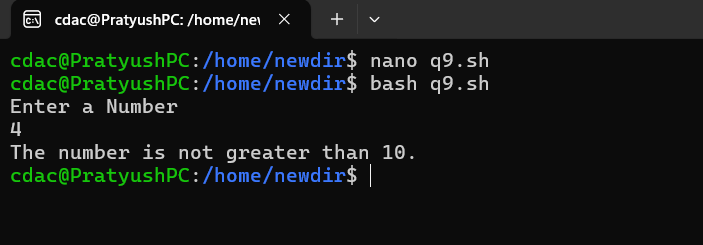 cdac@PratyushPC: /home/nev
cdac@PratyushPC:/home/newdir$ nano q9.sh
cdac@PratyushPC:/home/newdir$ bash q9.sh
Enter a Number
4
The number is not greater than 10.
cdac@PratyushPC:/home/newdir$